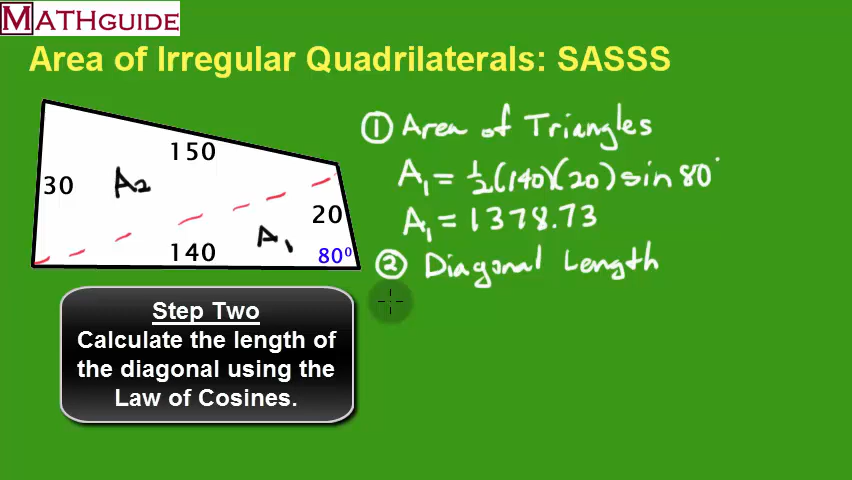 MATHGUIDE
Area of Irregular Quadrilaterals: SASSS
150
30
A2
20
A1
140
80⁰
① Area of Triangles
A₁ = ½(140)(20) sin 80°
A₁ = 1378.73
② Diagonal Length
Step Two
Calculate the length of
the diagonal using the
Law of Cosines.